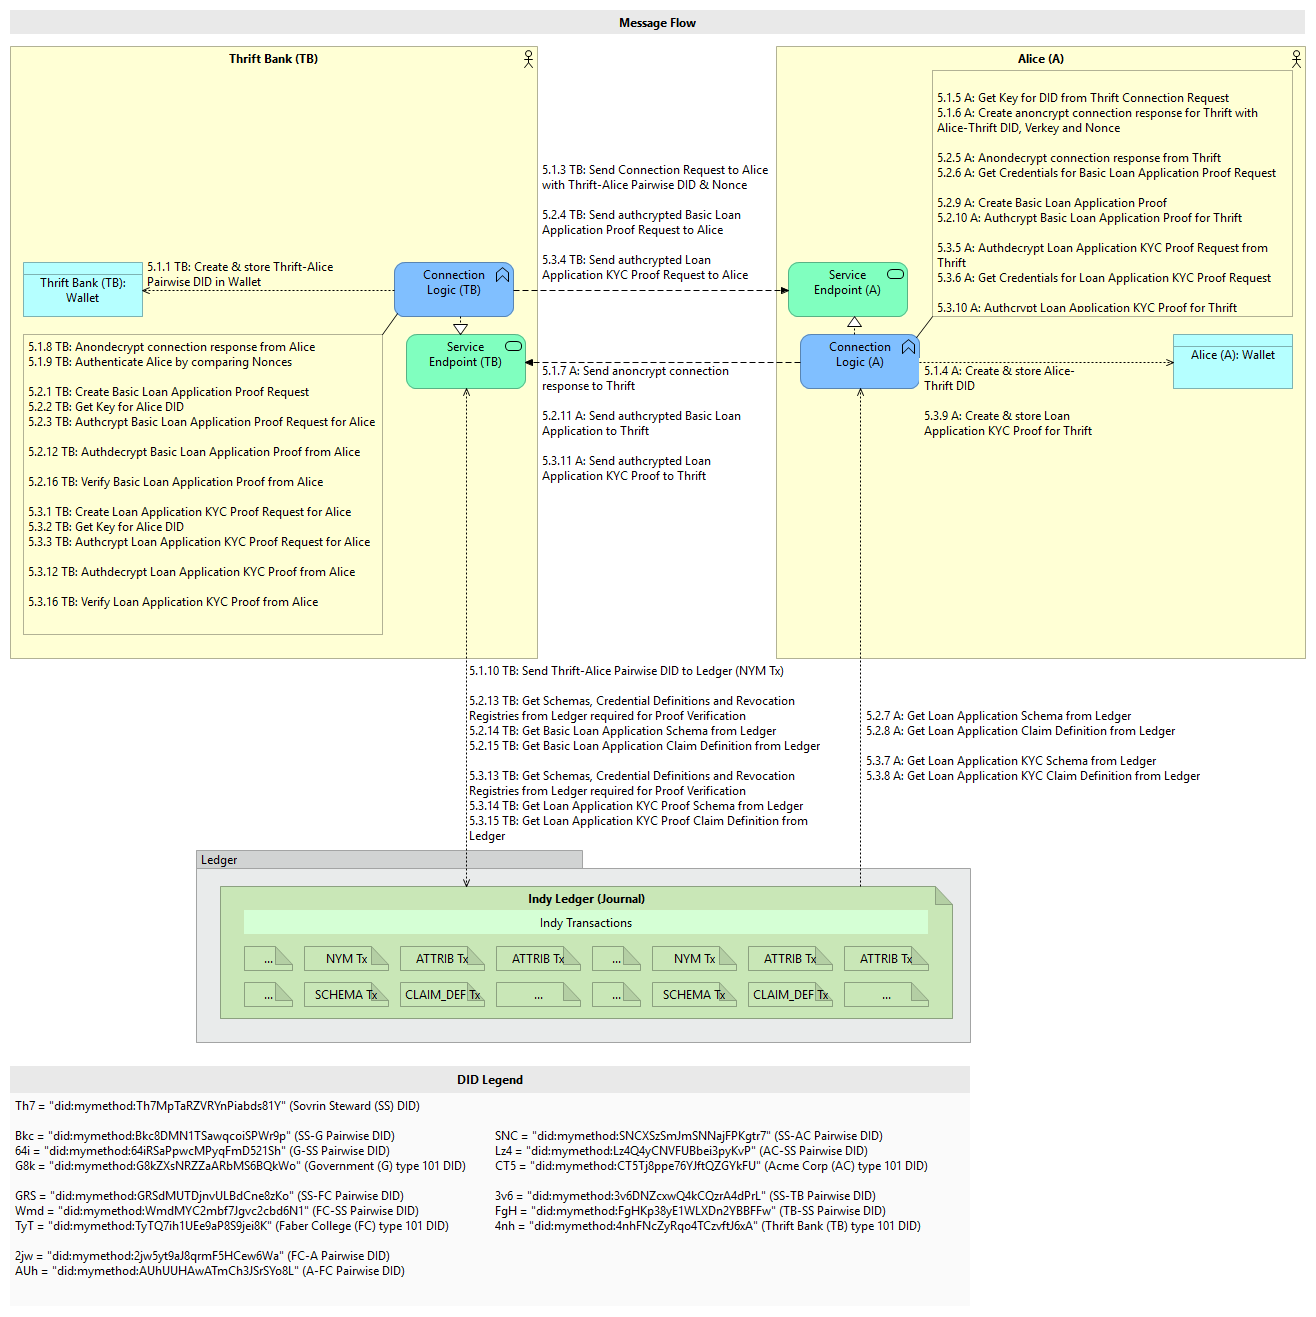 Message Flow
Thrift Bank (TB)
Alice (A)
5.1.5 A: Get Key for DID from Thrift Connection Request
5.1.6 A: Create anoncrypt connection response for Thrift with
Alice-Thrift DID, Verkey and Nonce
5.2.5 A: Anondecrypt connection response from Thrift
5.2.6 A: Get Credentials for Basic Loan Application Proof Request
5.2.9 A: Create Basic Loan Application Proof
5.2.10 A: Authcrypt Basic Loan Application Proof for Thrift
5.3.5 A: Authdecrypt Loan Application KYC Proof Request from
Thrift
5.3.6 A: Get Credentials for Loan Application KYC Proof Request
5.3.10 A: Authcrypt Loan Application KYC Proof for Thrift
5.1.3 TB: Send Connection Request to Alice
with Thrift-Alice Pairwise DID & Nonce
5.2.4 TB: Send authcrypted Basic Loan
Application Proof Request to Alice
5.3.4 TB: Send authcrypted Loan
Application KYC Proof Request to Alice
Thrift Bank (TB):
Wallet
5.1.1 TB: Create & store Thrift-Alice
Pairwise DID in Wallet
Connection
Logic (TB)
Service
Endpoint (A)
Service
Endpoint (TB)
Connection
Logic (A)
Alice (A): Wallet
5.1.8 TB: Anondecrypt connection response from Alice
5.1.9 TB: Authenticate Alice by comparing Nonces
5.2.1 TB: Create Basic Loan Application Proof Request
5.2.2 TB: Get Key for Alice DID
5.2.3 TB: Authcrypt Basic Loan Application Proof Request for Alice
5.2.12 TB: Authdecrypt Basic Loan Application Proof from Alice
5.2.16 TB: Verify Basic Loan Application Proof from Alice
5.3.1 TB: Create Loan Application KYC Proof Request for Alice
5.3.2 TB: Get Key for Alice DID
5.3.3 TB: Authcrypt Loan Application KYC Proof Request for Alice
5.3.12 TB: Authdecrypt Loan Application KYC Proof from Alice
5.3.16 TB: Verify Loan Application KYC Proof from Alice
5.1.7 A: Send anoncrypt connection
response to Thrift
5.2.11 A: Send authcrypted Basic Loan
Application to Thrift
5.3.11 A: Send authcrypted Loan
Application KYC Proof to Thrift
5.1.4 A: Create & store Alice-
Thrift DID
5.3.9 A: Create & store Loan
Application KYC Proof for Thrift
5.1.10 TB: Send Thrift-Alice Pairwise DID to Ledger (NYM Tx)
5.2.13 TB: Get Schemas, Credential Definitions and Revocation
Registries from Ledger required for Proof Verification
5.2.14 TB: Get Basic Loan Application Schema from Ledger
5.2.15 TB: Get Basic Loan Application Claim Definition from Ledger
5.3.13 TB: Get Schemas, Credential Definitions and Revocation
Registries from Ledger required for Proof Verification
5.3.14 TB: Get Loan Application KYC Proof Schema from Ledger
5.3.15 TB: Get Loan Application KYC Proof Claim Definition from
Ledger
5.2.7 A: Get Loan Application Schema from Ledger
5.2.8 A: Get Loan Application Claim Definition from Ledger
5.3.7 A: Get Loan Application KYC Schema from Ledger
5.3.8 A: Get Loan Application KYC Claim Definition from Ledger
Ledger
Indy Ledger (Journal)
Indy Transactions
... NYM Tx ATTRIB Tx ATTRIB Tx ... NYM Tx ATTRIB Tx ATTRIB Tx
... SCHEMA Tx CLAIM_DEF Tx ... ... SCHEMA Tx CLAIM_DEF Tx ...
DID Legend
Th7 = "did:mymethod:Th7MpTaRZVRYnPiabds81Y" (Sovrin Steward (SS) DID)
Bkc = "did:mymethod:Bkc8DMN1TSawqcoiSPWr9p" (SS-G Pairwise DID)
64i = "did:mymethod:64iRSaPpwcMPyqFmD521Sh" (G-SS Pairwise DID)
G8k = "did:mymethod:G8kZXsNRZZaARbMS6BQkWo" (Government (G) type 101 DID)
GRS = "did:mymethod:GRSdMUTDjnvULBdCne8zKo" (SS-FC Pairwise DID)
Wmd = "did:mymethod:WmdMYC2mbf7Jgvc2cbd6N1" (FC-SS Pairwise DID)
TyT = "did:mymethod:TyTQ7ih1UEe9aP8S9jei8K" (Faber College (FC) type 101 DID)
2jw = "did:mymethod:2jw5yt9aJ8qrmF5HCew6Wa" (FC-A Pairwise DID)
AUh = "did:mymethod:AUhUUHAwATmCh3JSrSYo8L" (A-FC Pairwise DID)
SNC = "did:mymethod:SNCXSzSmJmSNNajFPKgtr7" (SS-AC Pairwise DID)
Lz4 = "did:mymethod:Lz4Q4yCNVFUBbei3pyKvP" (AC-SS Pairwise DID)
CT5 = "did:mymethod:CT5Tj8ppe76YJftQZGYkFU" (Acme Corp (AC) type 101 DID)
3v6 = "did:mymethod:3v6DNZcxwQ4kCQzrA4dPrL" (SS-TB Pairwise DID)
FgH = "did:mymethod:FgHKp38yE1WLXDn2YBBFFw" (TB-SS Pairwise DID)
4nh = "did:mymethod:4nhFNcZyRqo4TCzvftJ6xA" (Thrift Bank (TB) type 101 DID)